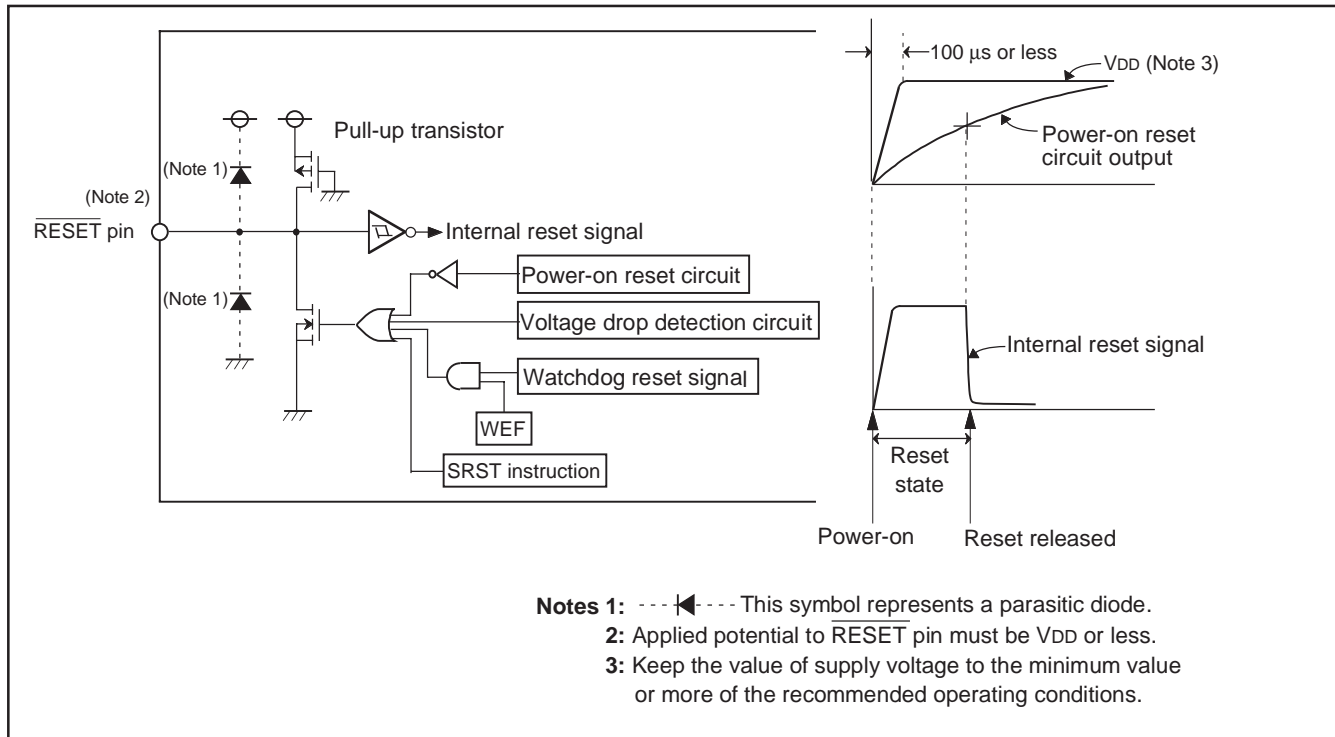 Pull-up transistor
(Note 1)
(Note 2)
RESET pin
Internal reset signal
Power-on reset circuit
(Note 1)
Voltage drop detection circuit
Watchdog reset signal
WEF
SRST instruction
100 µs or less
VDD (Note 3)
Power-on reset
circuit output
Internal reset signal
Reset
state
Power-on
Reset released
Notes 1: This symbol represents a parasitic diode.
2: Applied potential to RESET pin must be VDD or less.
3: Keep the value of supply voltage to the minimum value
or more of the recommended operating conditions.